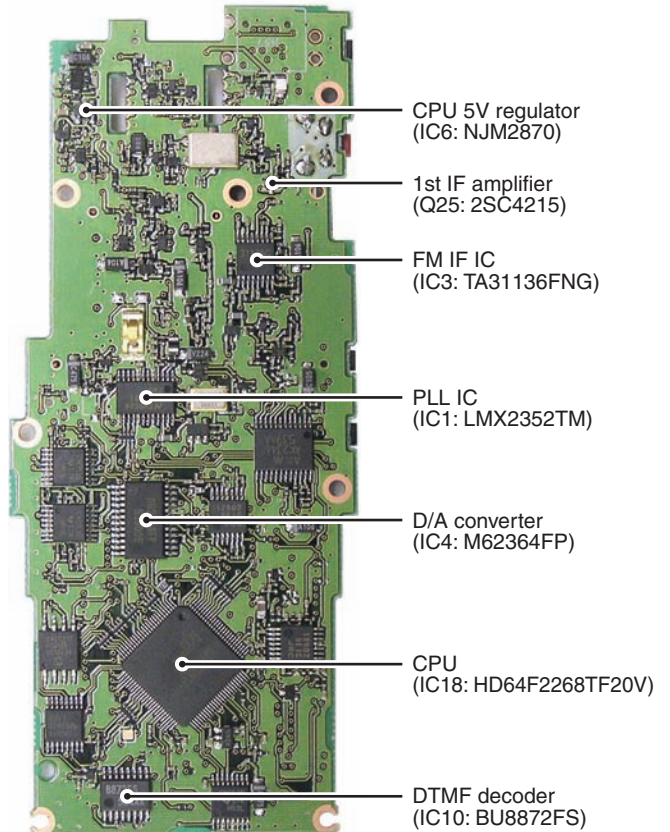 CPU 5V regulator
(IC6: NJM2870)
1st IF amplifier
(Q25: 2SC4215)
FM IF IC
(IC3: TA31136FNG)
PLL IC
(IC1: LMX2352TM)
D/A converter
(IC4: M62364FP)
CPU
(IC18: HD64F2268TF20V)
DTMF decoder
(IC10: BU8872FS)